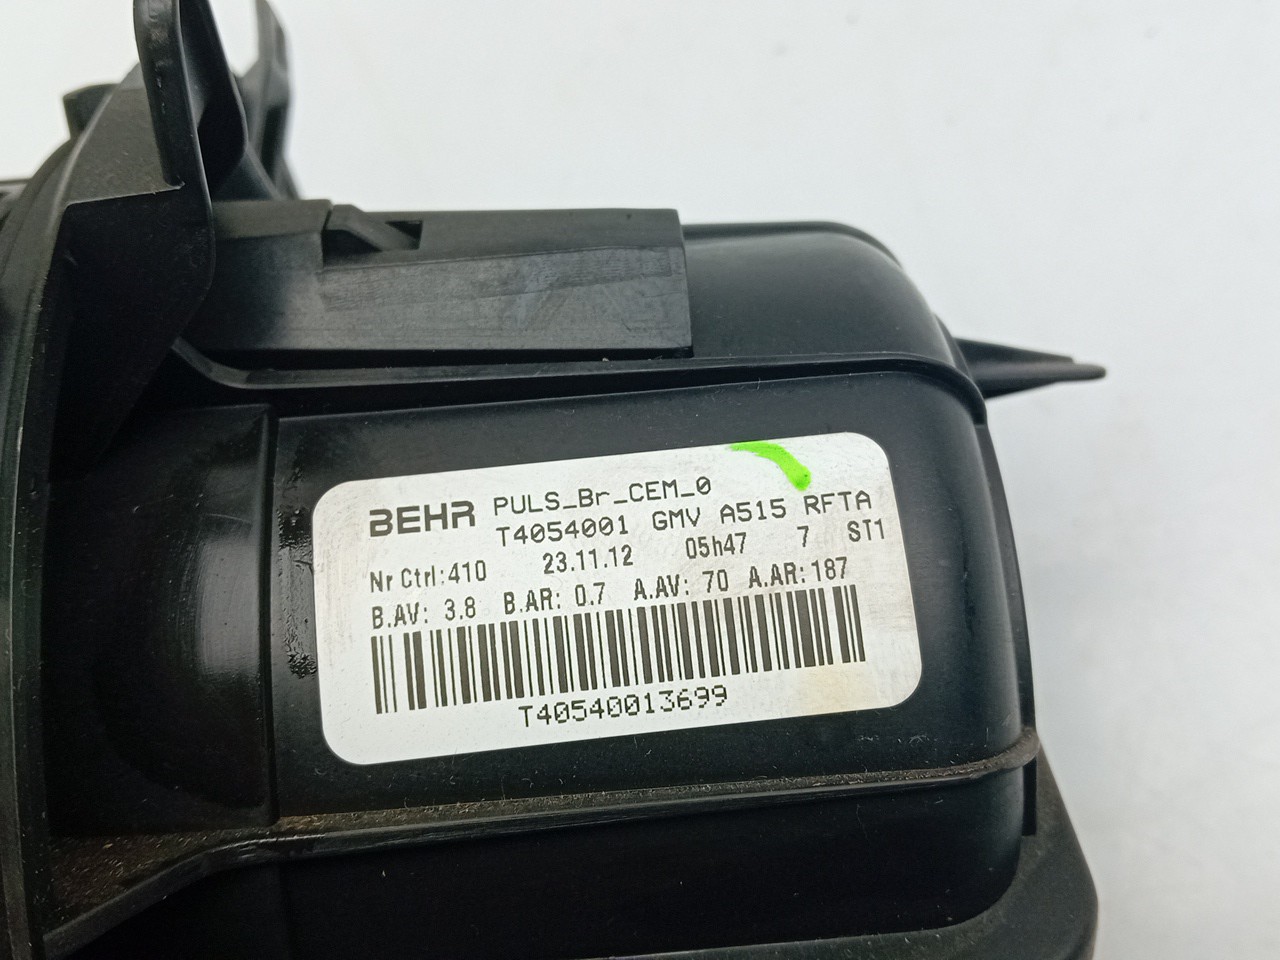 BEHR PULS_Br_CEM_0
T4054001 GMV A515 RFTA
Nr Ctrl:410 23.11.12 05h47 7 ST1
B.AV: 3.8 B.AR: 0.7 A.AV: 70 A.AR: 187
T40540013699